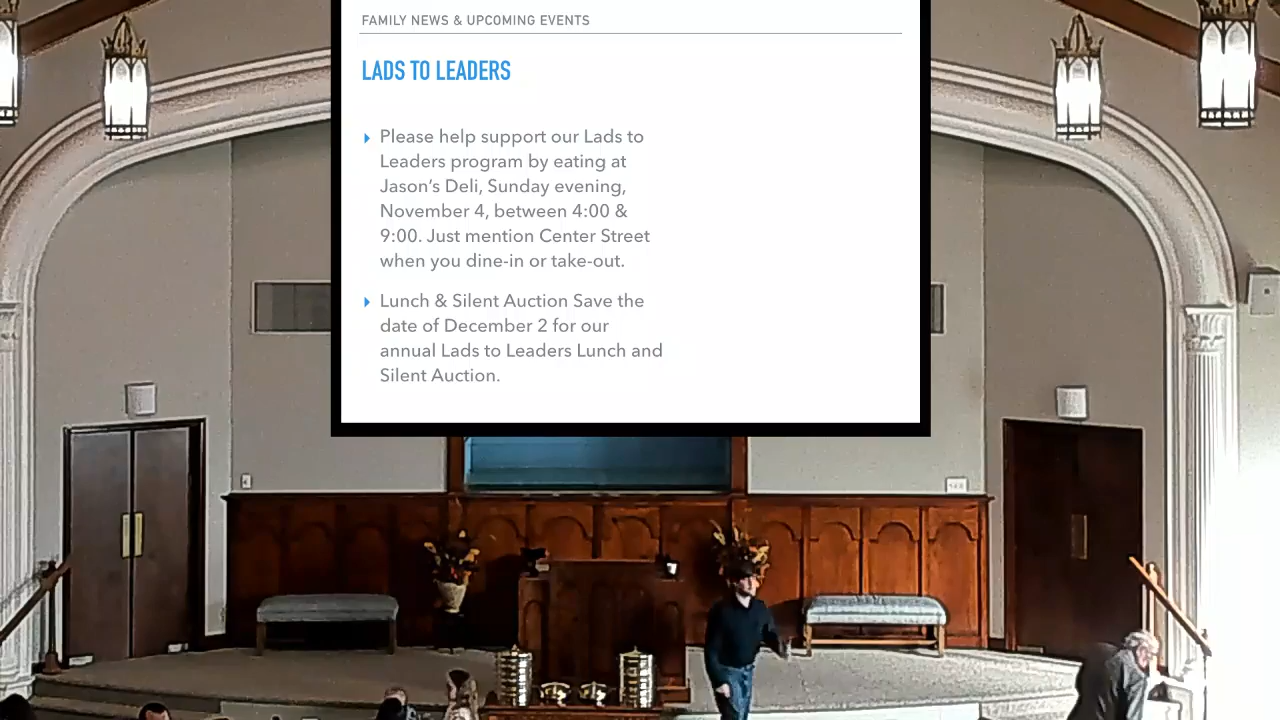 FAMILY NEWS & UPCOMING EVENTS
LADS TO LEADERS
Please help support our Lads to
Leaders program by eating at
Jason's Deli, Sunday evening,
November 4, between 4:00 &
9:00. Just mention Center Street
when you dine-in or take-out.
Lunch & Silent Auction Save the
date of December 2 for our
annual Lads to Leaders Lunch and
Silent Auction.